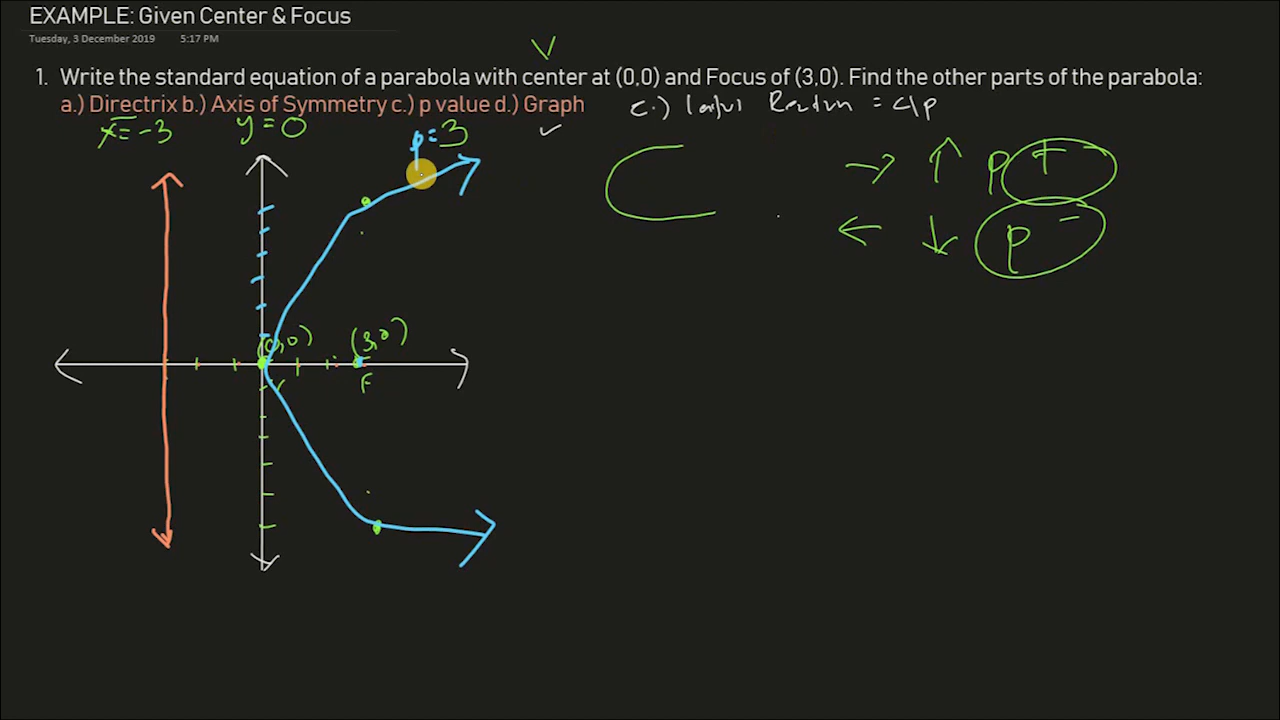 EXAMPLE: Given Center & Focus
Tuesday, 3 December 2019 5:17 PM
V
1. Write the standard equation of a parabola with center at (0,0) and Focus of (3,0). Find the other parts of the parabola:
a.) Directrix b.) Axis of Symmetry c.) p value d.) Graph e.) = 4p
x = -3 y = 0 p = 3
p +
p -
(0,0) (3,0)
V F